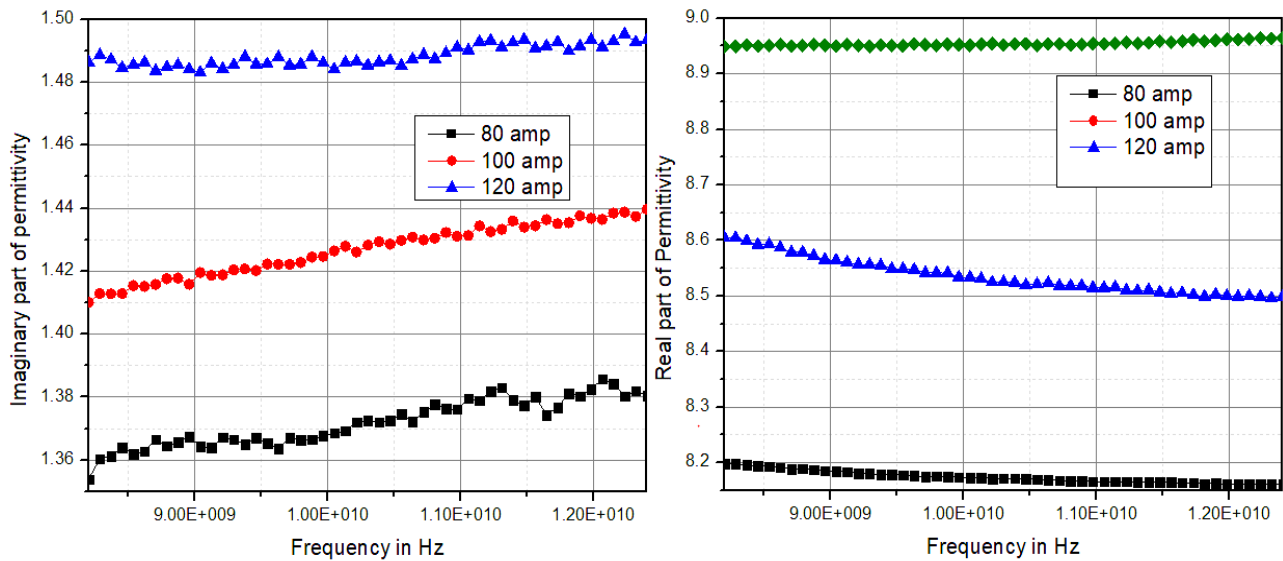 1.50
1.48
1.46
1.44
1.42
1.40
1.38
1.36
Imaginary part of permittivity
80 amp
100 amp
120 amp
9.00E+009
1.00E+010
1.10E+010
1.20E+010
Frequency in Hz
9.0
8.9
8.8
8.7
8.6
8.5
8.4
8.3
8.2
Real part of Permittivity
80 amp
100 amp
120 amp
9.00E+009
1.00E+010
1.10E+010
1.20E+010
Frequency in Hz